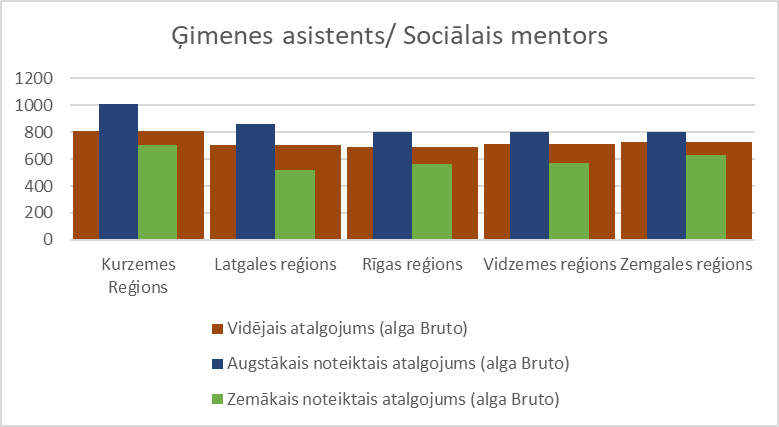 Ģimenes asistents/ Sociālais mentors
1200
1000
800
600
400
200
0
Kurzemes
Reģions
Latgales reģions
Rīgas reģions
Vidzemes reģions
Zemgales reģions
Vidējais atalgojums (alga Bruto)
Augstākais noteiktais atalgojums (alga Bruto)
Zemākais noteiktais atalgojums (alga Bruto)